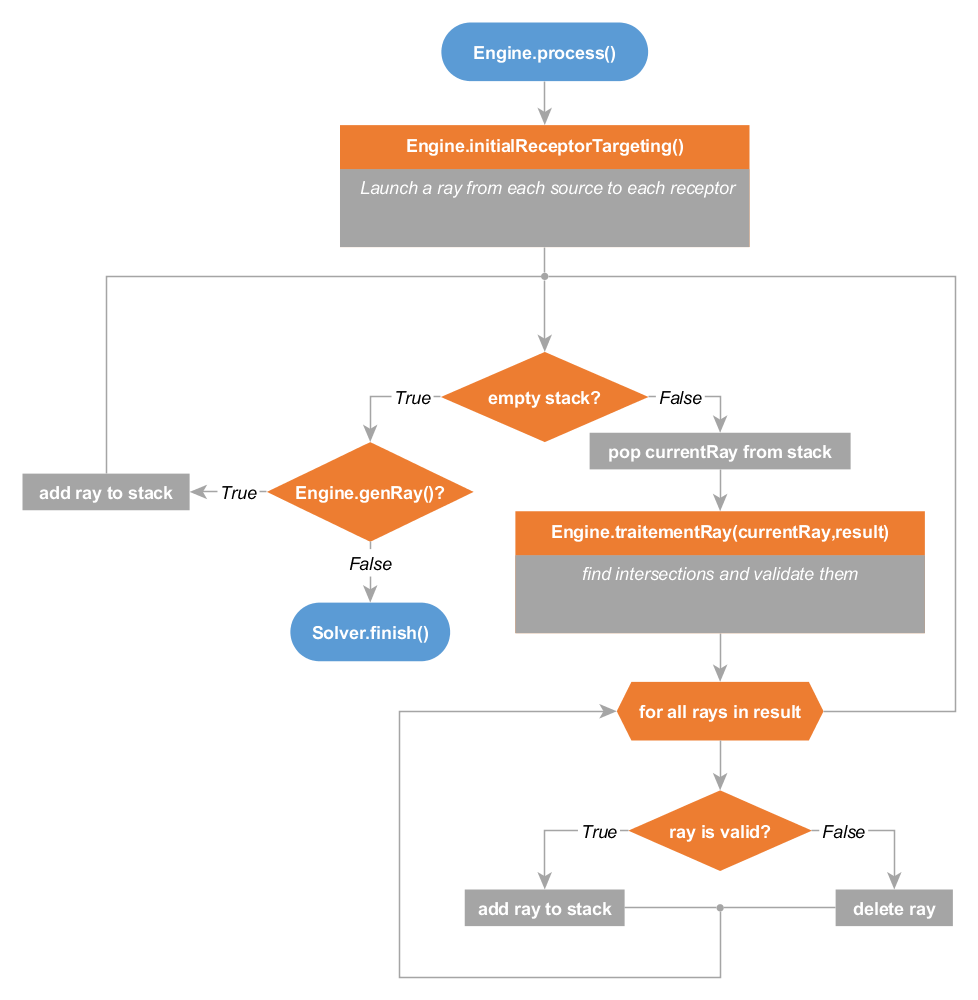 Engine.process()
Engine.initialReceptorTargeting()
Launch a ray from each source to each receptor
empty stack?
True
False
pop currentRay from stack
Engine.genRay()?
True
add ray to stack
False
Solver.finish()
Engine.traitementRay(currentRay,result)
find intersections and validate them
for all rays in result
ray is valid?
True
False
add ray to stack
delete ray